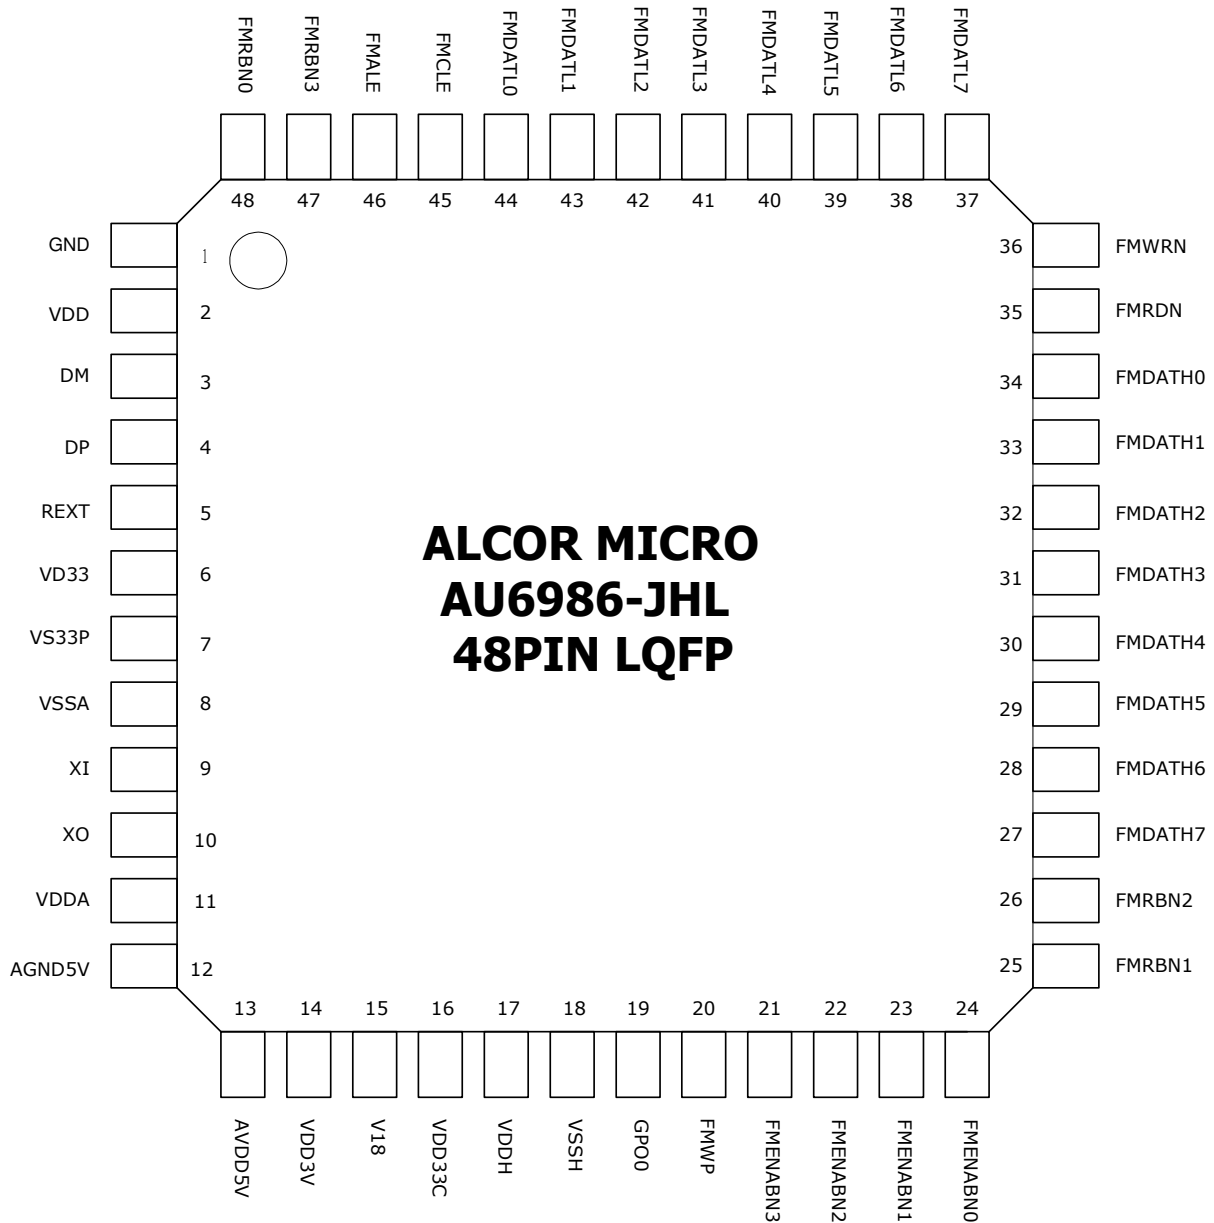 FMRBN0
FMRBN3
FMALE
FMCLE
FMDATL0
FMDATL1
FMDATL2
FMDATL3
FMDATL4
FMDATL5
FMDATL6
FMDATL7
48 47 46 45 44 43 42 41 40 39 38 37
GND 1 36 FMWRN
VDD 2 35 FMRDN
DM 3 34 FMDATH0
DP 4 33 FMDATH1
REXT 5 32 FMDATH2
VD33 6 31 FMDATH3
VS33P 7 30 FMDATH4
VSSA 8 29 FMDATH5
XI 9 28 FMDATH6
XO 10 27 FMDATH7
VDDA 11 26 FMRBN2
AGND5V 12 25 FMRBN1
ALCOR MICRO
AU6986-JHL
48PIN LQFP
13 14 15 16 17 18 19 20 21 22 23 24
AVDD5V
VDD3V
V18
VDD33C
VDDH
VSSH
GPO0
FMWP
FMENABN3
FMENABN2
FMENABN1
FMENABN0